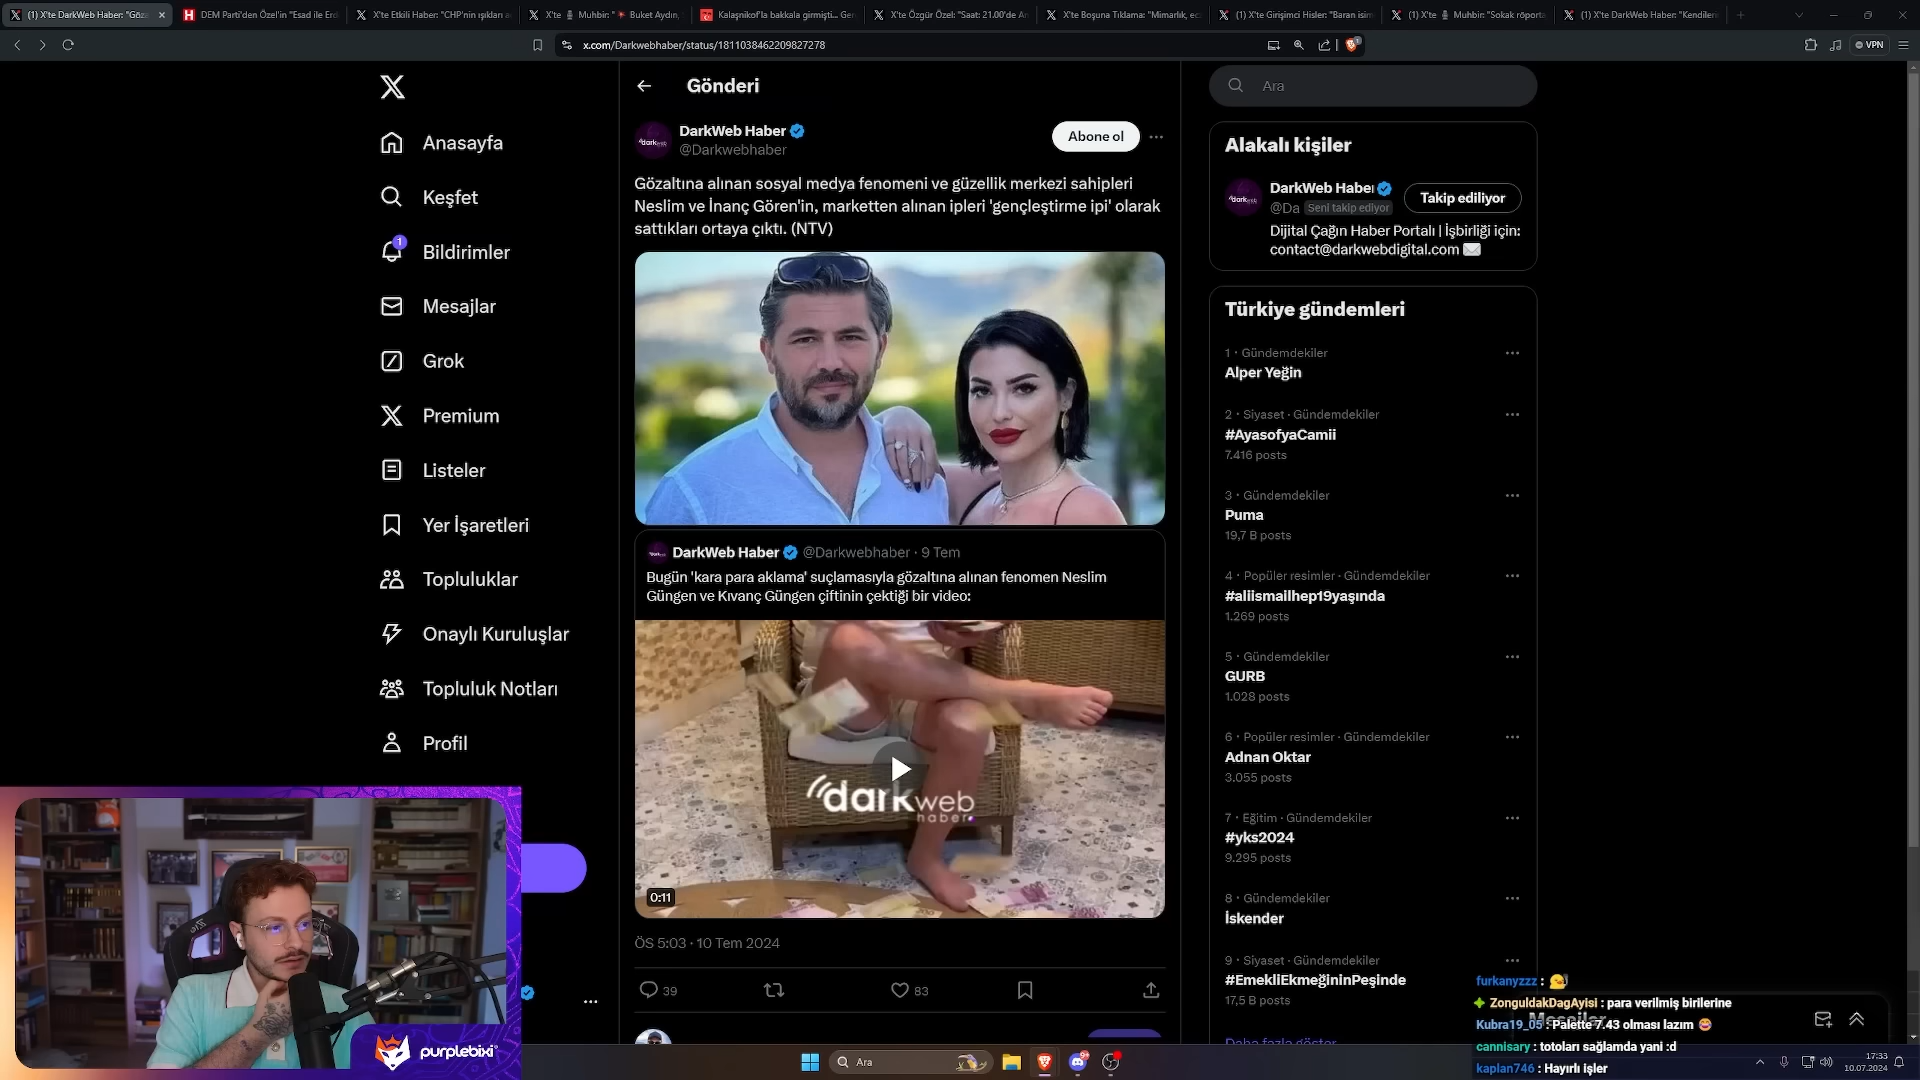 (1) X'te DarkWeb Haber: "Göza
DEM Parti'den Özel'in "Esad ile Erd
X'te Etkili Haber: "CHP'nin ışıkları
X'te
Muhbir: "
Buket Aydın,
Kalaşnikof'la bakkala girmişti...
X'te Özgür Özel: "Saat: 21.00'de
X'te Boşuna Tıklama: "Mimarlık,
(1) X'te Girişimci Hisler: "Baran isim
(1) X'te
Muhbir: "Sokak röporta
(1) X'te DarkWeb Haber: "Kendileri
x.com/Darkwebhaber/status/1811038462209827278
VPN
Anasayfa
Keşfet
1
Bildirimler
Mesajlar
Grok
Premium
Listeler
Yer İşaretleri
Topluluklar
Onaylı Kuruluşlar
Topluluk Notları
Profil
Gönderi
DarkWeb Haber
@Darkwebhaber
Abone ol
Gözaltına alınan sosyal medya fenomeni ve güzellik merkezi sahipleri
Neslim ve İnanç Gören'in, marketten alınan ipleri 'gençleştirme ipi' olarak
sattıkları ortaya çıktı. (NTV)
DarkWeb Haber @Darkwebhaber · 9 Tem
Bugün 'kara para aklama' suçlamasıyla gözaltına alınan fenomen Neslim
Güngen ve Kıvanç Güngen çiftinin çektiği bir video:
darkweb
haber
0:11
ÖS 5:03 · 10 Tem 2024
39
83
Ara
Alakalı kişiler
DarkWeb Haber
@Da Seni takip ediyor
Takip ediliyor
Dijital Çağın Haber Portalı | İşbirliği için:
contact@darkwebdigital.com
Türkiye gündemleri
1 · Gündemdekiler
Alper Yeğin
2 · Siyaset · Gündemdekiler
#AyasofyaCamii
7.416 posts
3 · Gündemdekiler
Puma
19,7 B posts
4 · Popüler resimler · Gündemdekiler
#aliismailhep19yaşında
1.269 posts
5 · Gündemdekiler
GURB
1.028 posts
6 · Popüler resimler · Gündemdekiler
Adnan Oktar
3.055 posts
7 · Eğitim · Gündemdekiler
#yks2024
9.295 posts
8 · Gündemdekiler
İskender
9 · Siyaset · Gündemdekiler
#EmekliEkmeğininPeşinde
17,5 B posts
Daha fazla göster
Mesajlar
furkanyzzz :
ZonguldakDagAyisi : para verilmiş birilerine
Kubra19_05 : Palette 7.43 olması lazım
cannisary : totoları sağlamda yani :d
kaplan746 : Hayırlı işler
purplebixi
Ara
17:33
10.07.2024